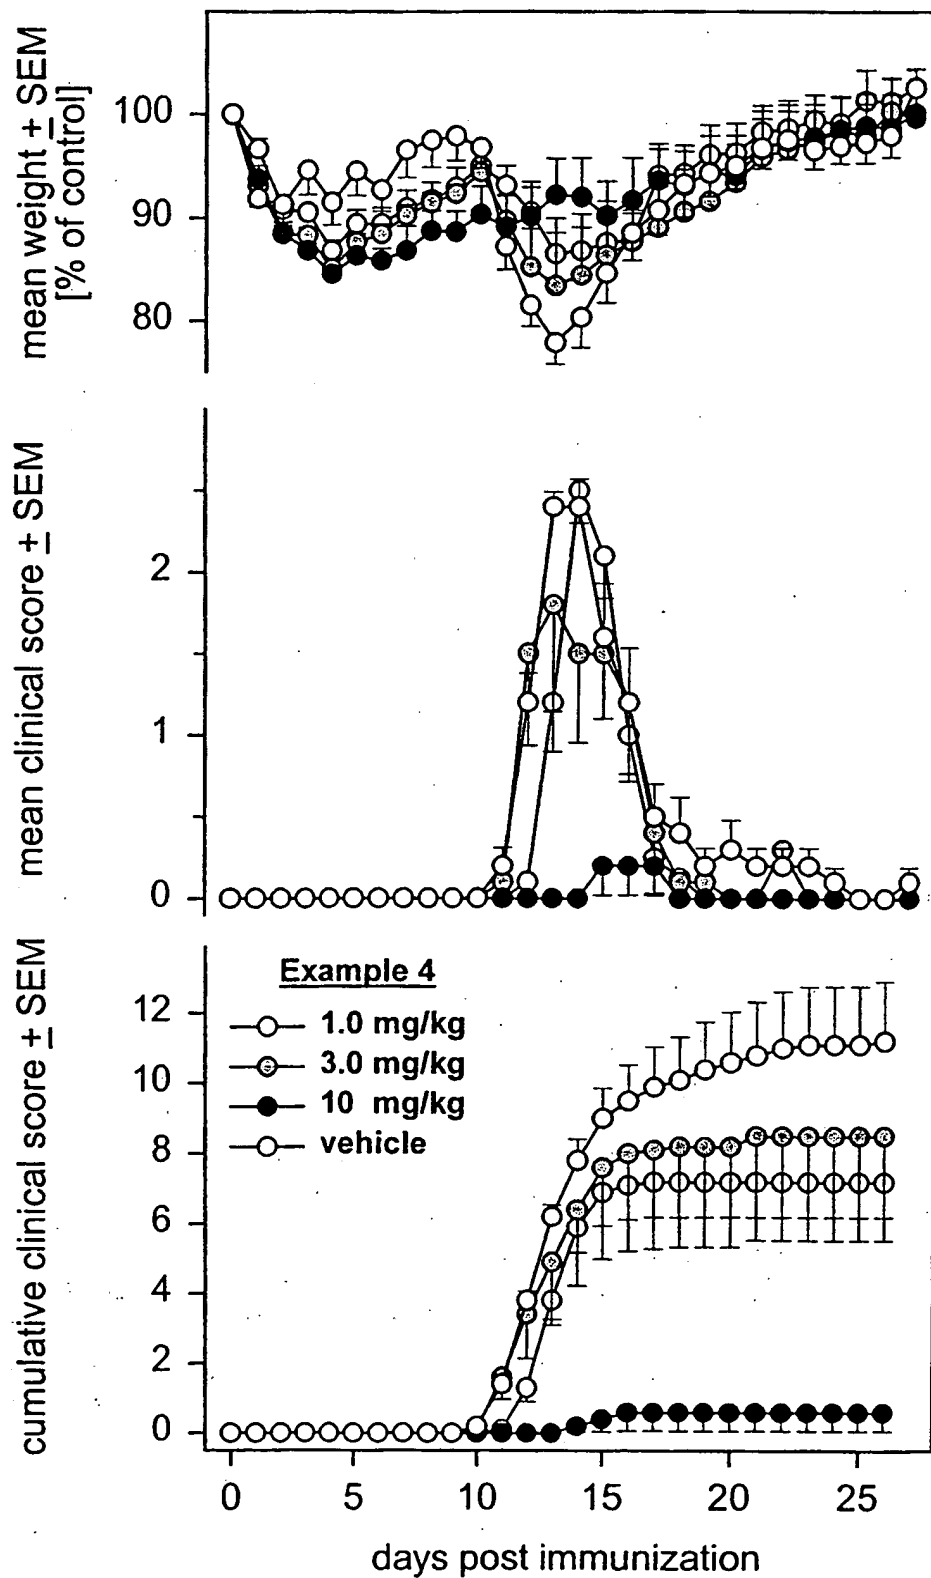 mean weight ± SEM
[% of control]
100
90
80
mean clinical score ± SEM
2
1
0
cumulative clinical score ± SEM
12
10
8
6
4
2
0
Example 4
1.0 mg/kg
3.0 mg/kg
10 mg/kg
vehicle
0 5 10 15 20 25
days post immunization